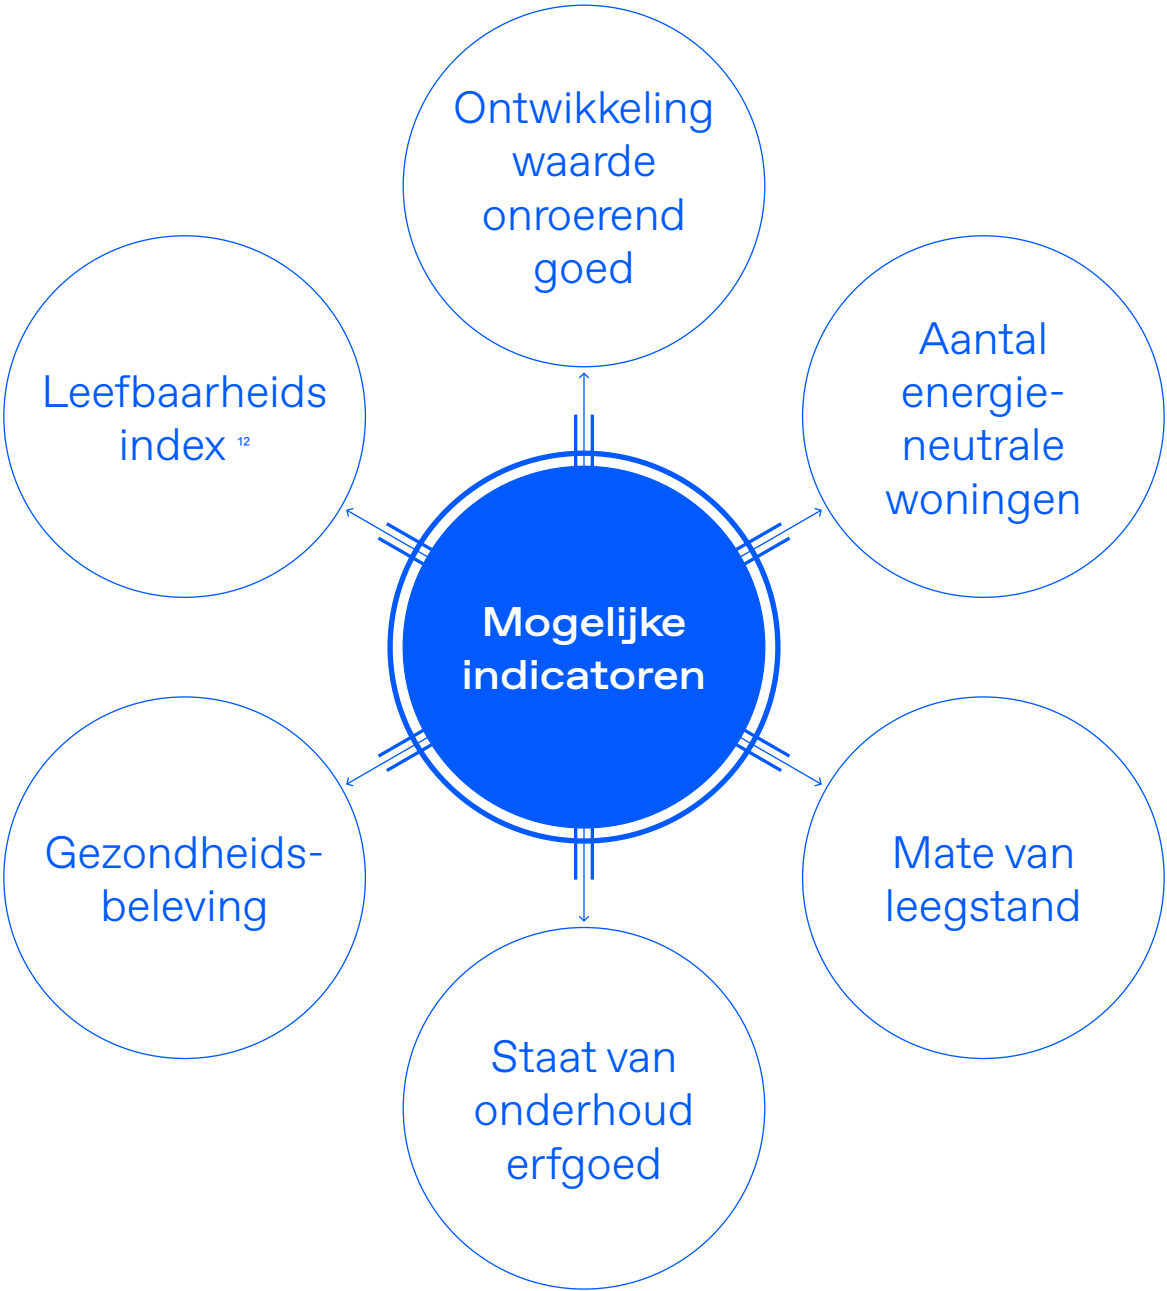 Ontwikkeling
waarde
onroerend
goed
Leefbaarheids
index ¹²
Aantal
energie-
neutrale
woningen
Mogelijke
indicatoren
Gezondheids-
beleving
Mate van
leegstand
Staat van
onderhoud
erfgoed